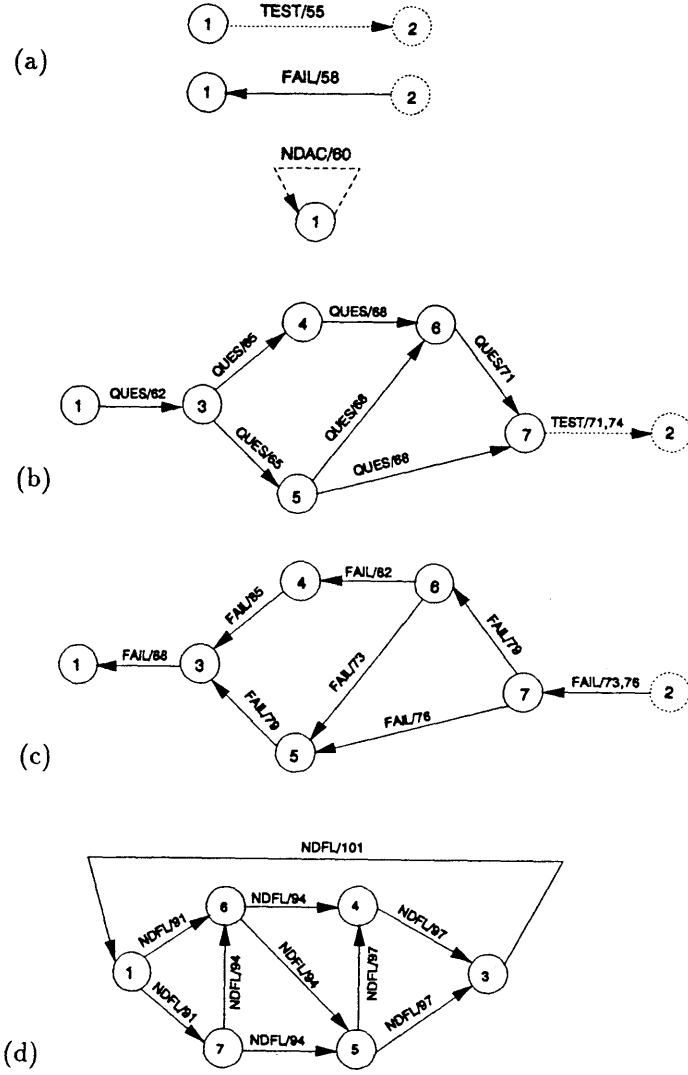 TEST/55
1 2
(a)
FAIL/58
1 2
NDAC/60
1
(b)
4 QUES/68 6
QUES/65
QUES/71
1 QUES/62 3
QUES/68
7 TEST/71,74 2
QUES/65
QUES/68
5
(c)
4 FAIL/82 6
FAIL/85
FAIL/79
1 FAIL/88 3
FAIL/73
7 FAIL/73,76 2
FAIL/79
FAIL/76
5
(d)
NDFL/101
6 NDFL/94 4
NDFL/91
NDFL/97
1
NDFL/94
NDFL/94
NDFL/97
3
NDFL/91
NDFL/97
7 NDFL/94 5